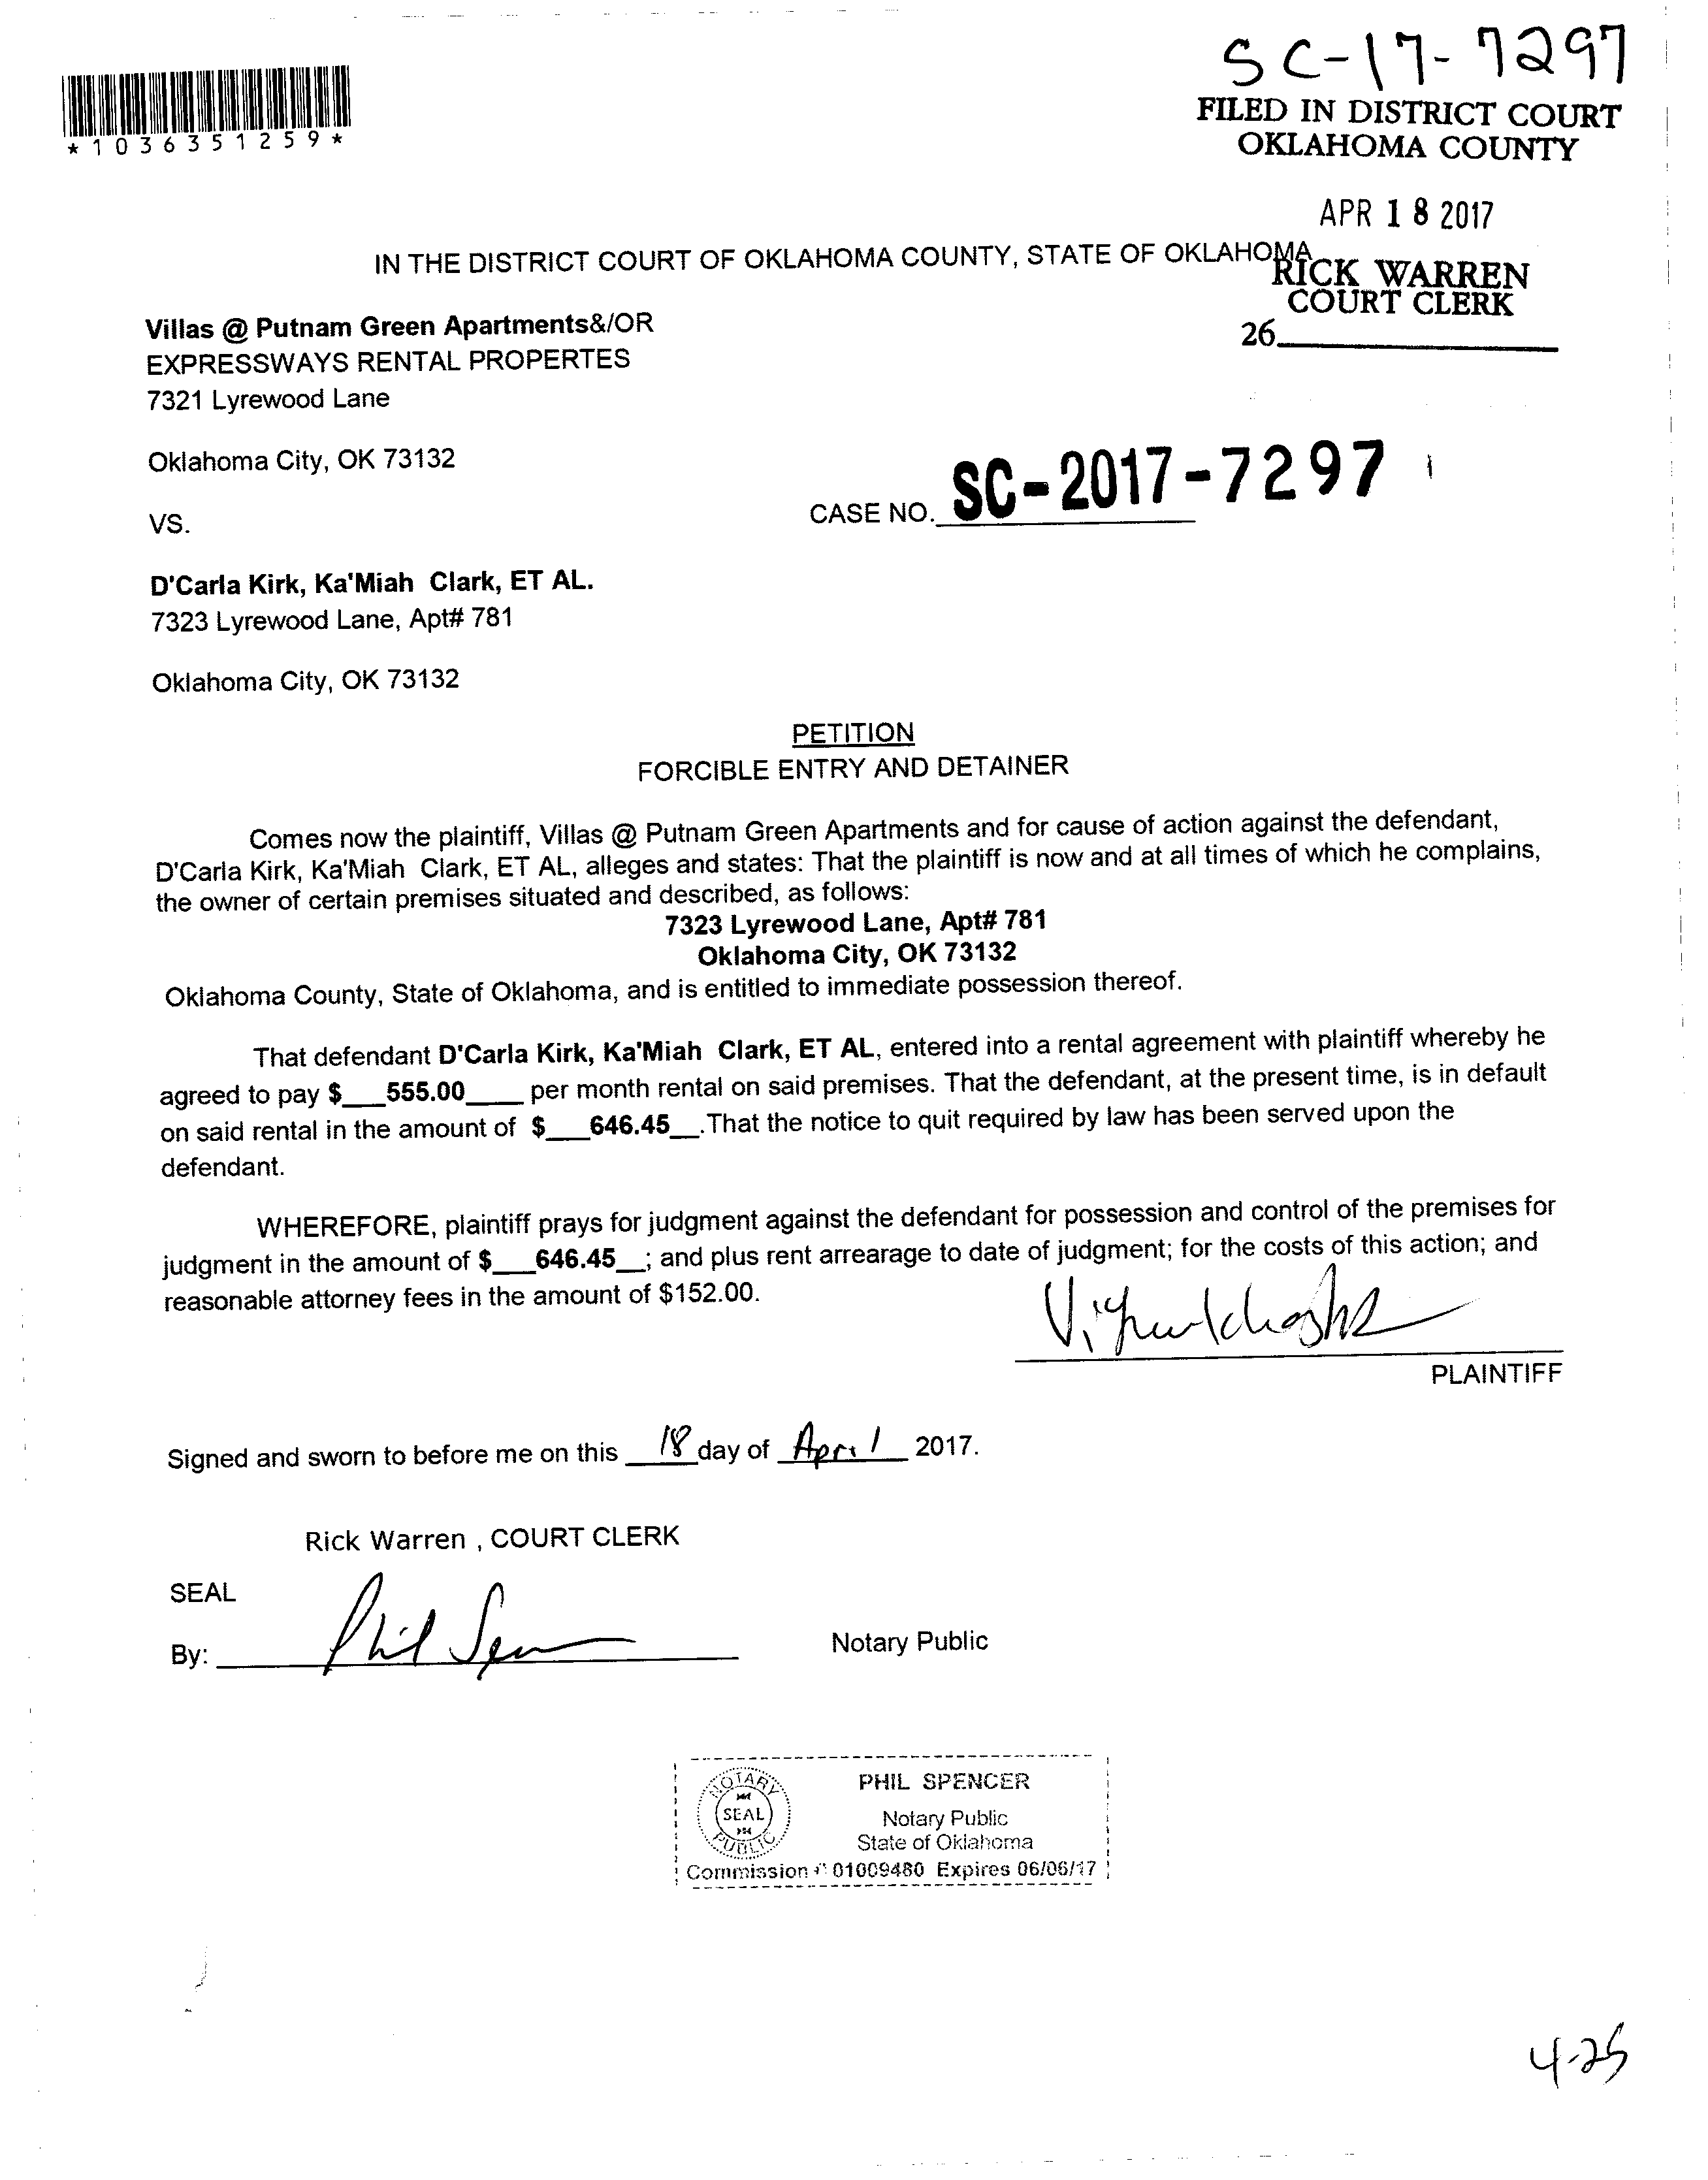 SC-17-7297
*1036351259*
FILED IN DISTRICT COURT
OKLAHOMA COUNTY
APR 18 2017
IN THE DISTRICT COURT OF OKLAHOMA COUNTY, STATE OF OKLAHOMA
RICK WARREN
COURT CLERK
26
Villas @ Putnam Green Apartments&/OR
EXPRESSWAYS RENTAL PROPERTES
7321 Lyrewood Lane
Oklahoma City, OK 73132
VS.
CASE NO. SC-2017-7297
D'Carla Kirk, Ka'Miah Clark, ET AL.
7323 Lyrewood Lane, Apt# 781
Oklahoma City, OK 73132
PETITION
FORCIBLE ENTRY AND DETAINER
Comes now the plaintiff, Villas @ Putnam Green Apartments and for cause of action against the defendant,
D'Carla Kirk, Ka'Miah Clark, ET AL, alleges and states: That the plaintiff is now and at all times of which he complains,
the owner of certain premises situated and described, as follows:
7323 Lyrewood Lane, Apt# 781
Oklahoma City, OK 73132
Oklahoma County, State of Oklahoma, and is entitled to immediate possession thereof.
That defendant D'Carla Kirk, Ka'Miah Clark, ET AL, entered into a rental agreement with plaintiff whereby he
agreed to pay $___555.00____ per month rental on said premises. That the defendant, at the present time, is in default
on said rental in the amount of $___646.45__.That the notice to quit required by law has been served upon the
defendant.
WHEREFORE, plaintiff prays for judgment against the defendant for possession and control of the premises for
judgment in the amount of $___646.45__; and plus rent arrearage to date of judgment; for the costs of this action; and
reasonable attorney fees in the amount of $152.00.
PLAINTIFF
Signed and sworn to before me on this 18 day of April 2017.
Rick Warren , COURT CLERK
SEAL
By: Phil Spencer
Notary Public
NOTARY
SEAL
PUBLIC
PHIL SPENCER
Notary Public
State of Oklahoma
Commission # 01009480 Expires 06/06/17
4-25